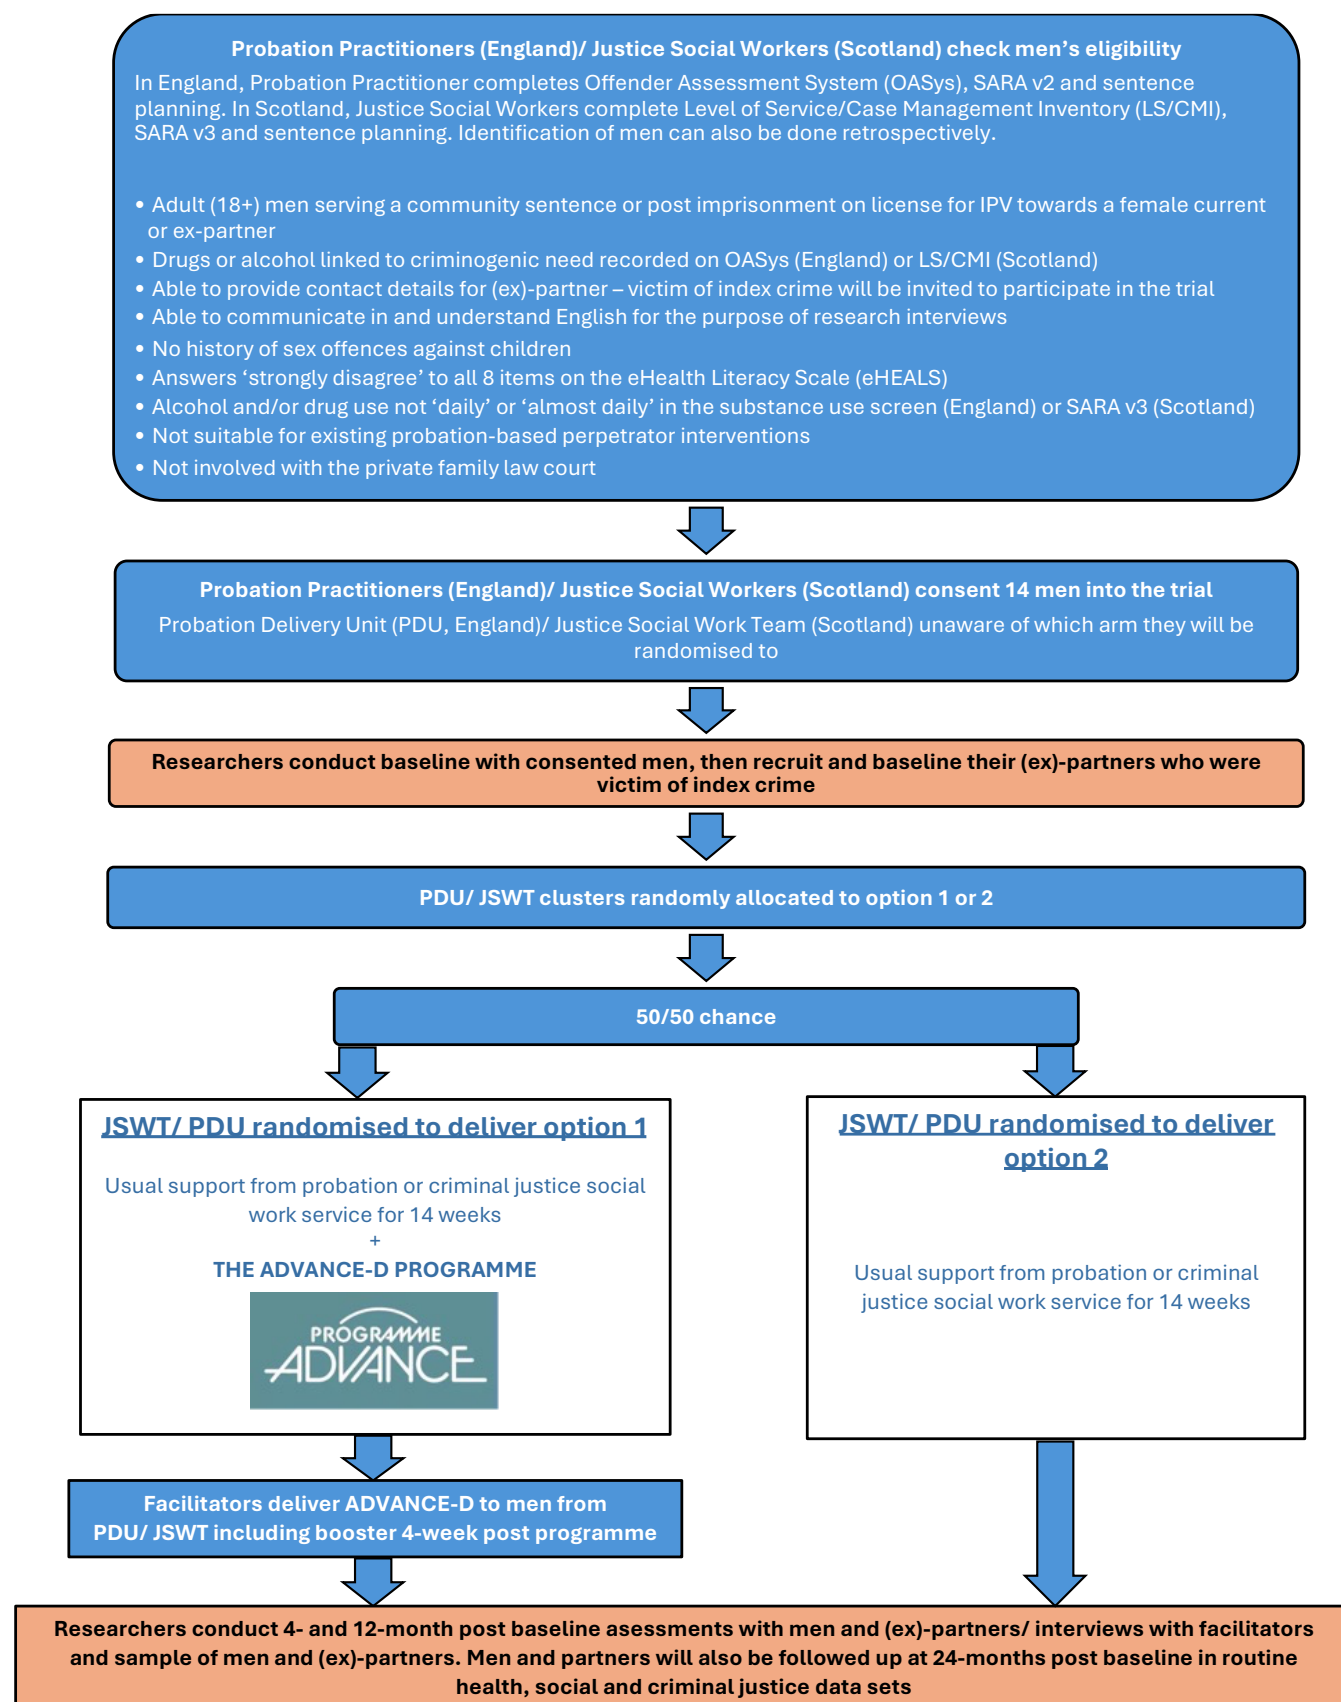 Probation Practitioners (England)/ Justice Social Workers (Scotland) check men's eligibility
In England, Probation Practitioner completes Offender Assessment System (OASys), SARA v2 and sentence
planning. In Scotland, Justice Social Workers complete Level of Service/Case Management Inventory (LS/CMI),
SARA v3 and sentence planning. Identification of men can also be done retrospectively.
• Adult (18+) men serving a community sentence or post imprisonment on license for IPV towards a female current
or ex-partner
• Drugs or alcohol linked to criminogenic need recorded on OASys (England) or LS/CMI (Scotland)
• Able to provide contact details for (ex)-partner – victim of index crime will be invited to participate in the trial
• Able to communicate in and understand English for the purpose of research interviews
• No history of sex offences against children
• Answers ‘strongly disagree’ to all 8 items on the eHealth Literacy Scale (eHEALS)
• Alcohol and/or drug use not ‘daily’ or ‘almost daily’ in the substance use screen (England) or SARA v3 (Scotland)
• Not suitable for existing probation-based perpetrator interventions
• Not involved with the private family law court
Probation Practitioners (England)/ Justice Social Workers (Scotland) consent 14 men into the trial
Probation Delivery Unit (PDU, England)/ Justice Social Work Team (Scotland) unaware of which arm they will be
randomised to
Researchers conduct baseline with consented men, then recruit and baseline their (ex)-partners who were
victim of index crime
PDU/ JSWT clusters randomly allocated to option 1 or 2
50/50 chance
JSWT/ PDU randomised to deliver option 1
Usual support from probation or criminal justice social
work service for 14 weeks
+
THE ADVANCE-D PROGRAMME
PROGRAMME
ADVANCE
JSWT/ PDU randomised to deliver
option 2
Usual support from probation or criminal
justice social work service for 14 weeks
Facilitators deliver ADVANCE-D to men from
PDU/ JSWT including booster 4-week post programme
Researchers conduct 4- and 12-month post baseline asessments with men and (ex)-partners/ interviews with facilitators
and sample of men and (ex)-partners. Men and partners will also be followed up at 24-months post baseline in routine
health, social and criminal justice data sets